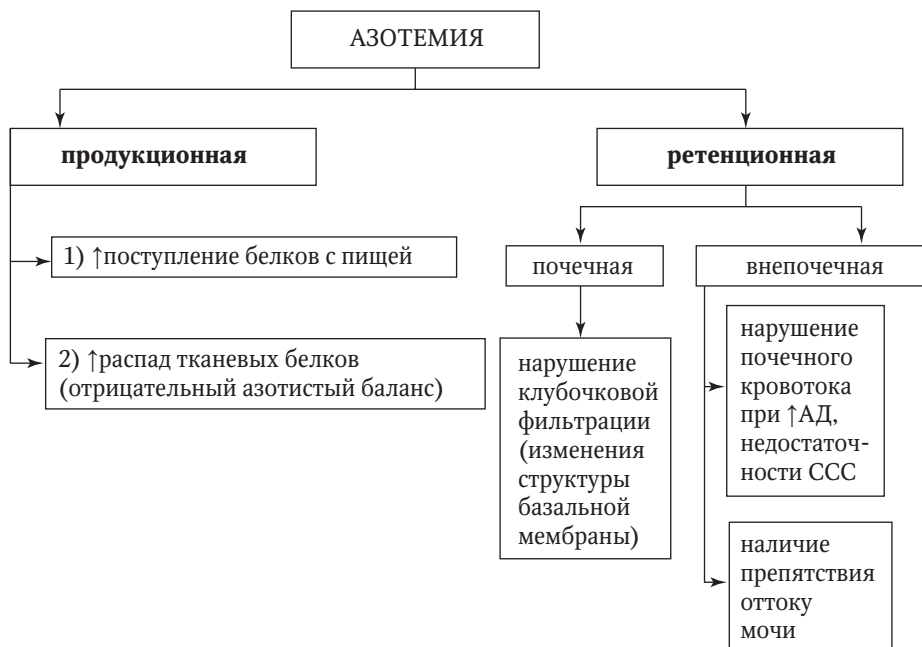 АЗОТЕМИЯ
продукционная
ретенционная
1) ↑поступление белков с пищей
2) ↑распад тканевых белков
(отрицательный азотистый баланс)
почечная
внепочечная
нарушение
клубочковой
фильтрации
(изменения
структуры
базальной
мембраны)
нарушение
почечного
кровотока
при ↑АД,
недостаточ-
ности ССС
наличие
препятствия
оттоку
мочи